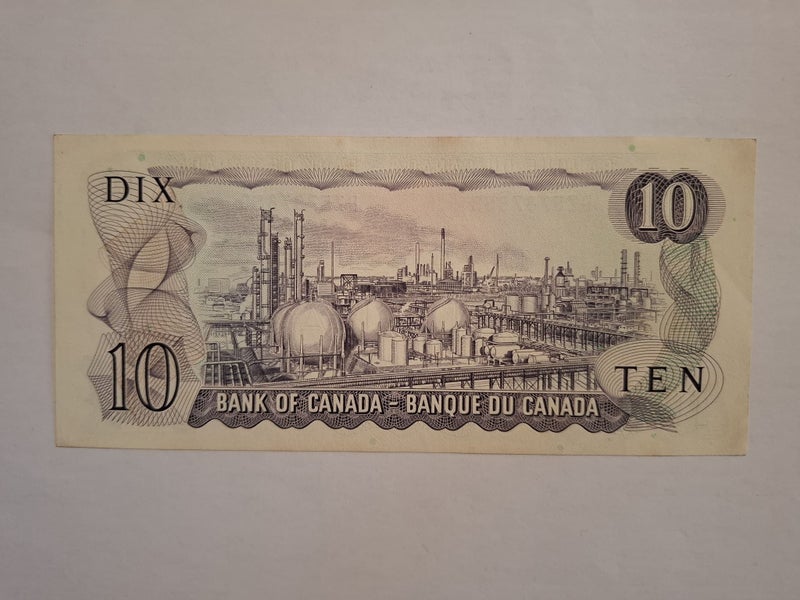 DIX
10
10
TEN
BANK OF CANADA - BANQUE DU CANADA